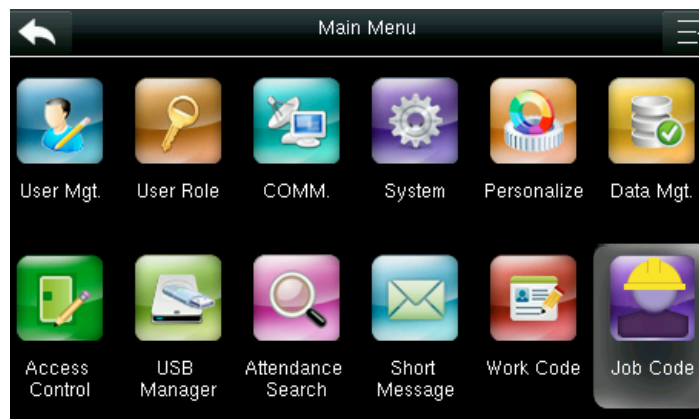 Main Menu
User Mgt.
User Role
COMM.
System
Personalize
Data Mgt.
Access
Control
USB
Manager
Attendance
Search
Short
Message
Work Code
Job Code